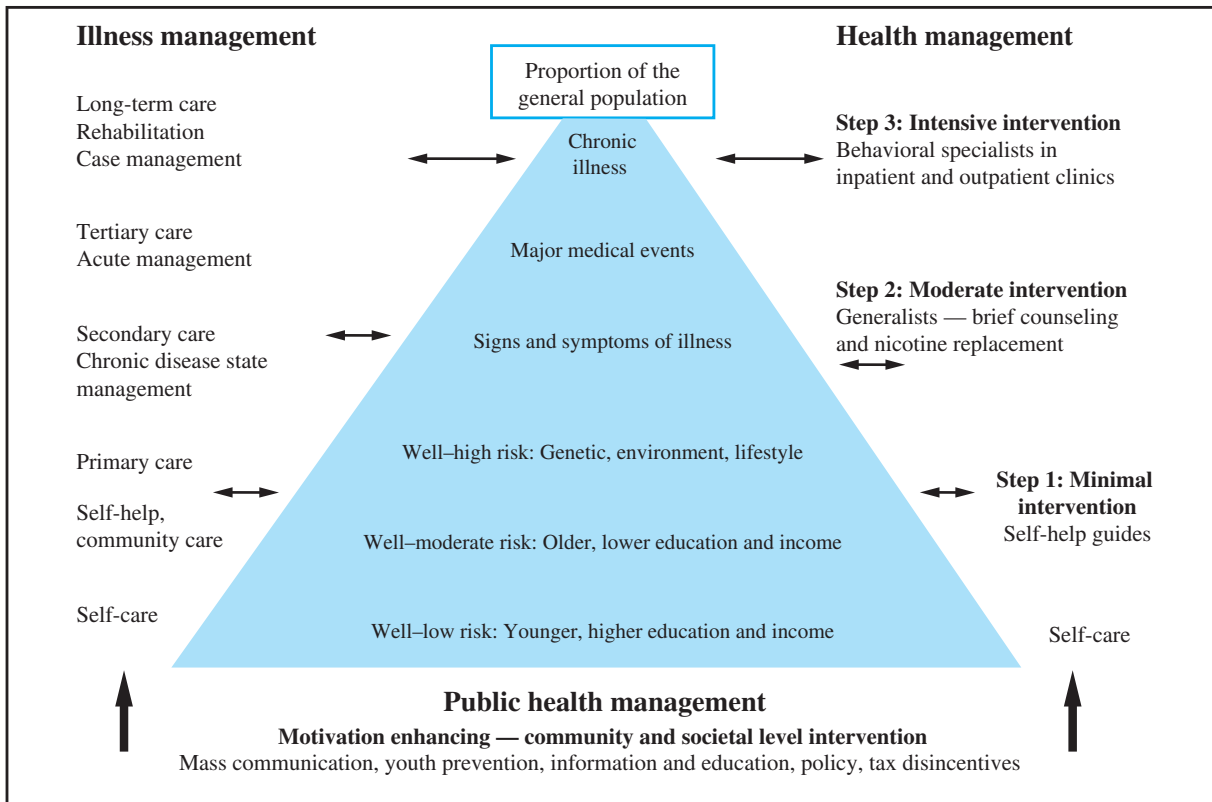 Illness management
Health management
Proportion of the
general population
Long-term care
Rehabilitation
Case management
Chronic
illness
Step 3: Intensive intervention
Behavioral specialists in
inpatient and outpatient clinics
Tertiary care
Acute management
Major medical events
Step 2: Moderate intervention
Generalists — brief counseling
and nicotine replacement
Secondary care
Chronic disease state
management
Signs and symptoms of illness
Primary care
Well–high risk: Genetic, environment, lifestyle
Step 1: Minimal
intervention
Self-help guides
Self-help,
community care
Well–moderate risk: Older, lower education and income
Self-care
Well–low risk: Younger, higher education and income
Self-care
Public health management
Motivation enhancing — community and societal level intervention
Mass communication, youth prevention, information and education, policy, tax disincentives